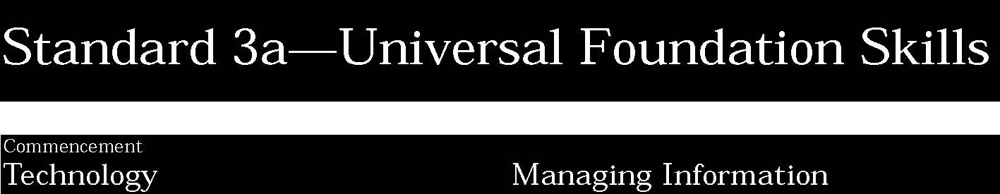 Standard 3a—Universal Foundation Skills
Commencement
Technology
Managing Information